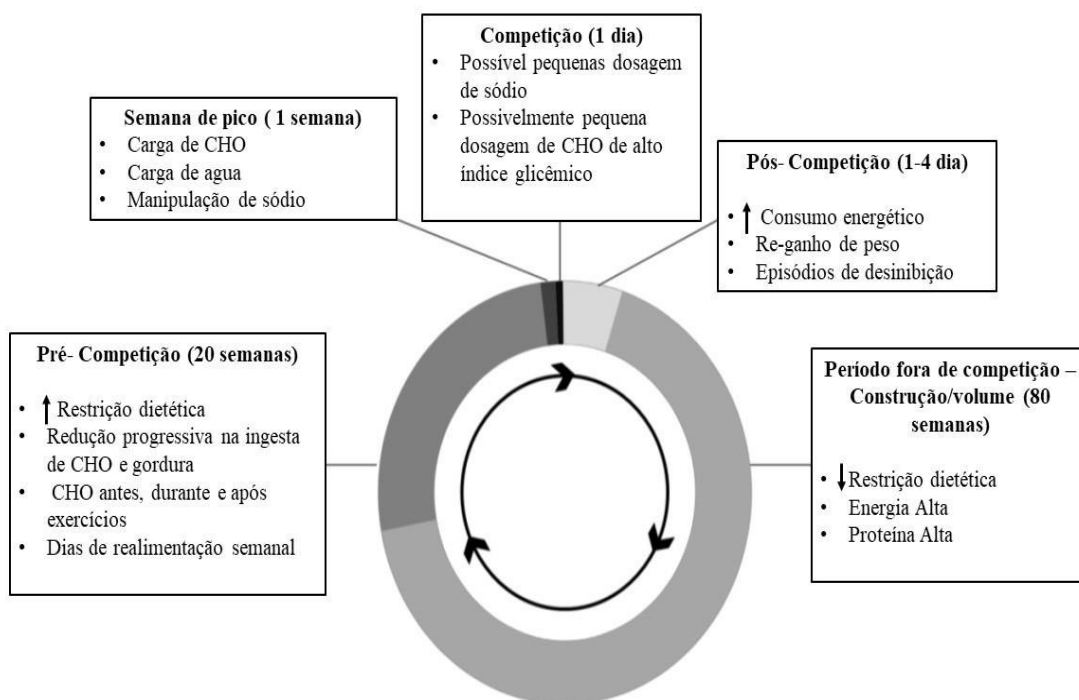 Competição (1 dia)
• Possível pequenas dosagem
de sódio
• Possivelmente pequena
dosagem de CHO de alto
índice glicêmico
Semana de pico ( 1 semana)
• Carga de CHO
• Carga de agua
• Manipulação de sódio
Pós- Competição (1-4 dia)
• ↑ Consumo energético
• Re-ganho de peso
• Episódios de desinibição
Pré- Competição (20 semanas)
• ↑ Restrição dietética
• Redução progressiva na ingesta
de CHO e gordura
• CHO antes, durante e após
exercícios
• Dias de realimentação semanal
Período fora de competição –
Construção/volume (80
semanas)
• ↓ Restrição dietética
• Energia Alta
• Proteína Alta